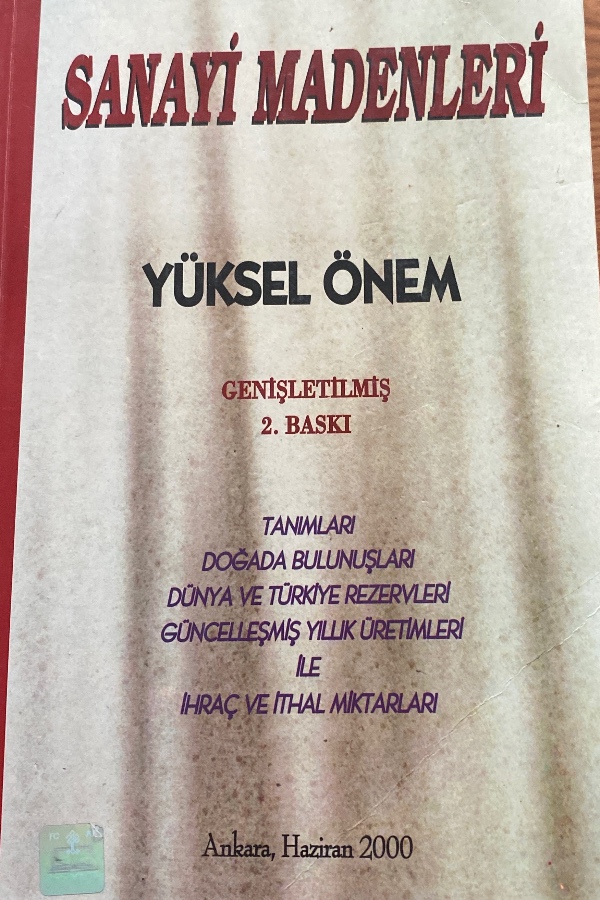 SANAYİ MADENLERİ
YÜKSEL ÖNEM
GENİŞLETİLMİŞ
2. BASKI
TANIMLARI
DOĞADA BULUNUŞLARI
DÜNYA VE TÜRKİYE REZERVLERİ
GÜNCELLEŞMİŞ YILLIK ÜRETİMLERİ
İLE
İHRAÇ VE İTHAL MİKTARLARI
Ankara, Haziran 2000